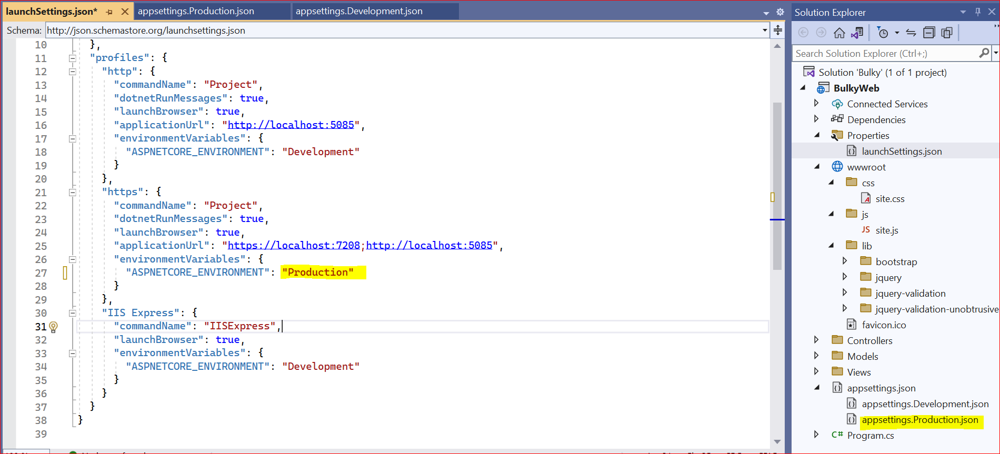 launchSettings.json*
appsettings.Production.json
appsettings.Development.json
Schema: http://json.schemastore.org/launchsettings.json
10 },
11 "profiles": {
12 "http": {
13 "commandName": "Project",
14 "dotnetRunMessages": true,
15 "launchBrowser": true,
16 "applicationUrl": "http://localhost:5085",
17 "environmentVariables": {
18 "ASPNETCORE_ENVIRONMENT": "Development"
19 }
20 },
21 "https": {
22 "commandName": "Project",
23 "dotnetRunMessages": true,
24 "launchBrowser": true,
25 "applicationUrl": "https://localhost:7208;http://localhost:5085",
26 "environmentVariables": {
27 "ASPNETCORE_ENVIRONMENT": "Production"
28 }
29 },
30 "IIS Express": {
31 "commandName": "IISExpress",
32 "launchBrowser": true,
33 "environmentVariables": {
34 "ASPNETCORE_ENVIRONMENT": "Development"
35 }
36 }
37 }
38 }
39
Solution Explorer
Search Solution Explorer (Ctrl+;)
Solution 'Bulky' (1 of 1 project)
BulkyWeb
Connected Services
Dependencies
Properties
launchSettings.json
wwwroot
css
site.css
js
JS site.js
lib
bootstrap
jquery
jquery-validation
jquery-validation-unobtrusive
favicon.ico
Controllers
Models
Views
appsettings.json
appsettings.Development.json
appsettings.Production.json
C# Program.cs